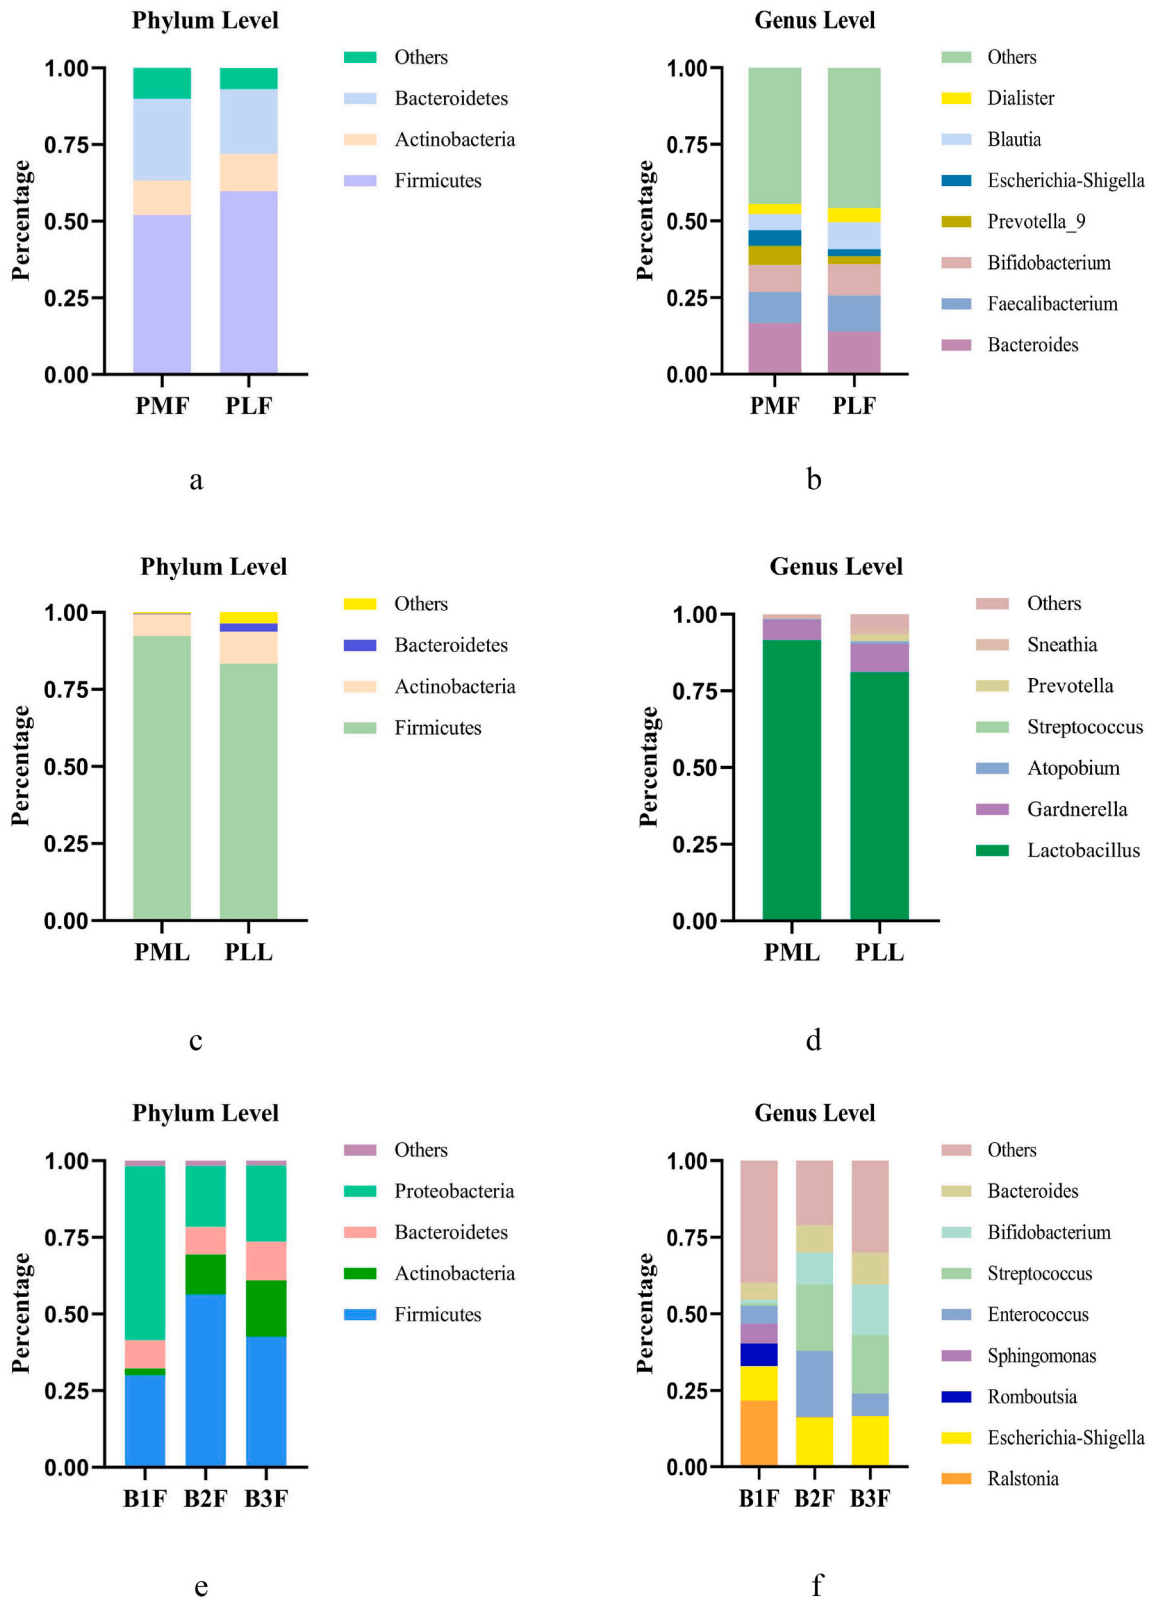 Phylum Level
Percentage
1.00
0.75
0.50
0.25
0.00
PMF PLF
Others
Bacteroidetes
Actinobacteria
Firmicutes
a
Genus Level
Percentage
1.00
0.75
0.50
0.25
0.00
PMF PLF
Others
Dialister
Blautia
Escherichia-Shigella
Prevotella_9
Bifidobacterium
Faecalibacterium
Bacteroides
b
Phylum Level
Percentage
1.00
0.75
0.50
0.25
0.00
PML PLL
Others
Bacteroidetes
Actinobacteria
Firmicutes
c
Genus Level
Percentage
1.00
0.75
0.50
0.25
0.00
PML PLL
Others
Sneathia
Prevotella
Streptococcus
Atopobium
Gardnerella
Lactobacillus
d
Phylum Level
Percentage
1.00
0.75
0.50
0.25
0.00
B1F B2F B3F
Others
Proteobacteria
Bacteroidetes
Actinobacteria
Firmicutes
e
Genus Level
Percentage
1.00
0.75
0.50
0.25
0.00
B1F B2F B3F
Others
Bacteroides
Bifidobacterium
Streptococcus
Enterococcus
Sphingomonas
Romboutsia
Escherichia-Shigella
Ralstonia
f